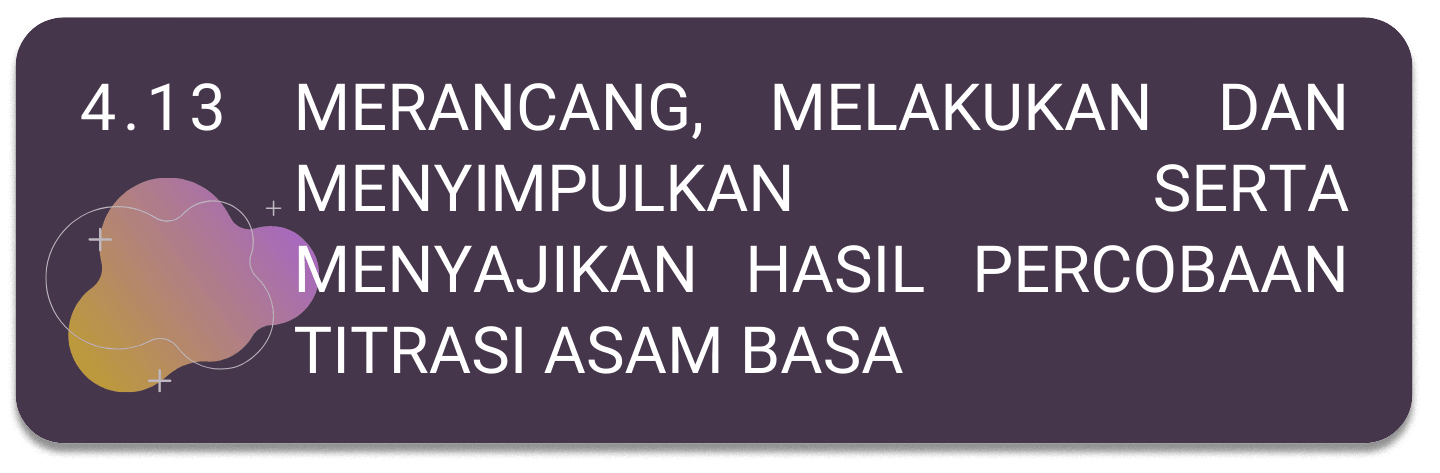 4.13 MERANCANG, MELAKUKAN DAN
MENYIMPULKAN SERTA
MENYAJIKAN HASIL PERCOBAAN
TITRASI ASAM BASA